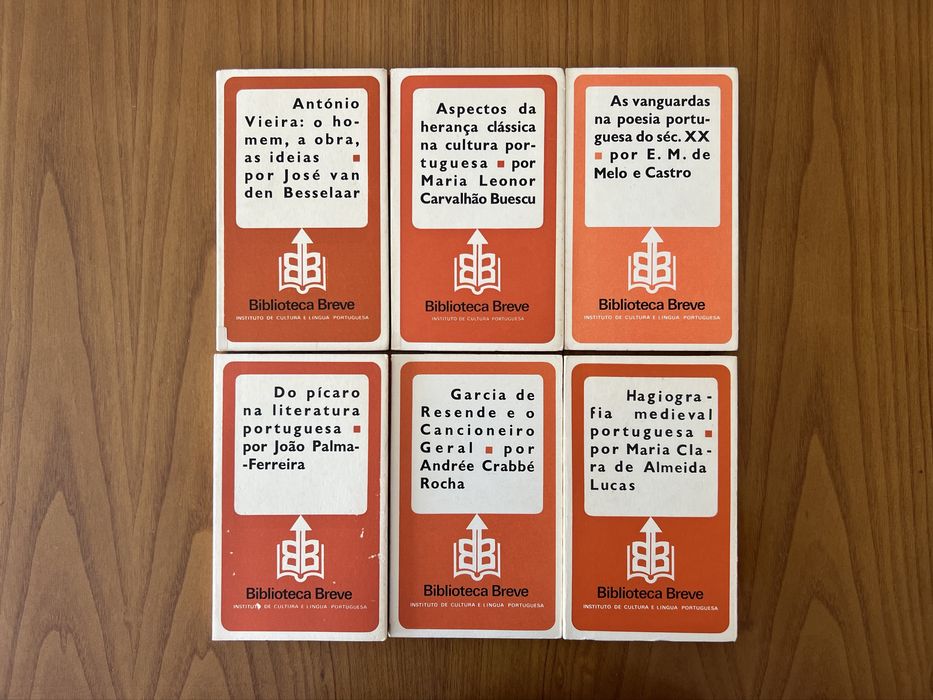 António
Vieira: o ho-
mem, a obra,
as ideias
por José van
den Besselaar
Biblioteca Breve
INSTITUTO DE CULTURA E LÍNGUA PORTUGUESA
Aspectos da
herança clássica
na cultura por-
tuguesa ■ por
Maria Leonor
Carvalhão Buescu
Biblioteca Breve
INSTITUTO DE CULTURA E LÍNGUA PORTUGUESA
As vanguardas
na poesia portu-
guesa do séc. XX
■ por E. M. de
Melo e Castro
Biblioteca Breve
INSTITUTO DE CULTURA E LÍNGUA PORTUGUESA
Do pícaro
na literatura
portuguesa ■
por João Palma-
-Ferreira
Biblioteca Breve
INSTITUTO DE CULTURA E LÍNGUA PORTUGUESA
Garcia de
Resende e o
Cancioneiro
Geral ■ por
Andrée Crabbé
Rocha
Biblioteca Breve
INSTITUTO DE CULTURA E LÍNGUA PORTUGUESA
Hagiogra-
fia medieval
portuguesa ■
por Maria Cla-
ra de Almeida
Lucas
Biblioteca Breve
INSTITUTO DE CULTURA E LÍNGUA PORTUGUESA